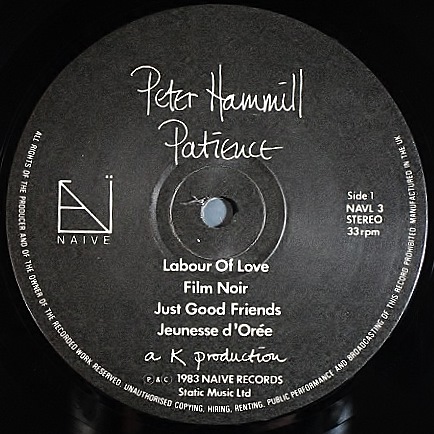 Peter Hammill
Patience
NAÏ
NAIVE
Side 1
NAVL 3
STEREO
33rpm
Labour Of Love
Film Noir
Just Good Friends
Jeunesse d'Orée
a K production
℗ & © 1983 NAIVE RECORDS
Static Music Ltd
ALL RIGHTS OF THE PRODUCER AND OF THE OWNER OF THE RECORDED WORK RESERVED. UNAUTHORISED COPYING, HIRING, RENTING, PUBLIC PERFORMANCE AND BROADCASTING OF THIS RECORD PROHIBITED MANUFACTURED IN THE UK